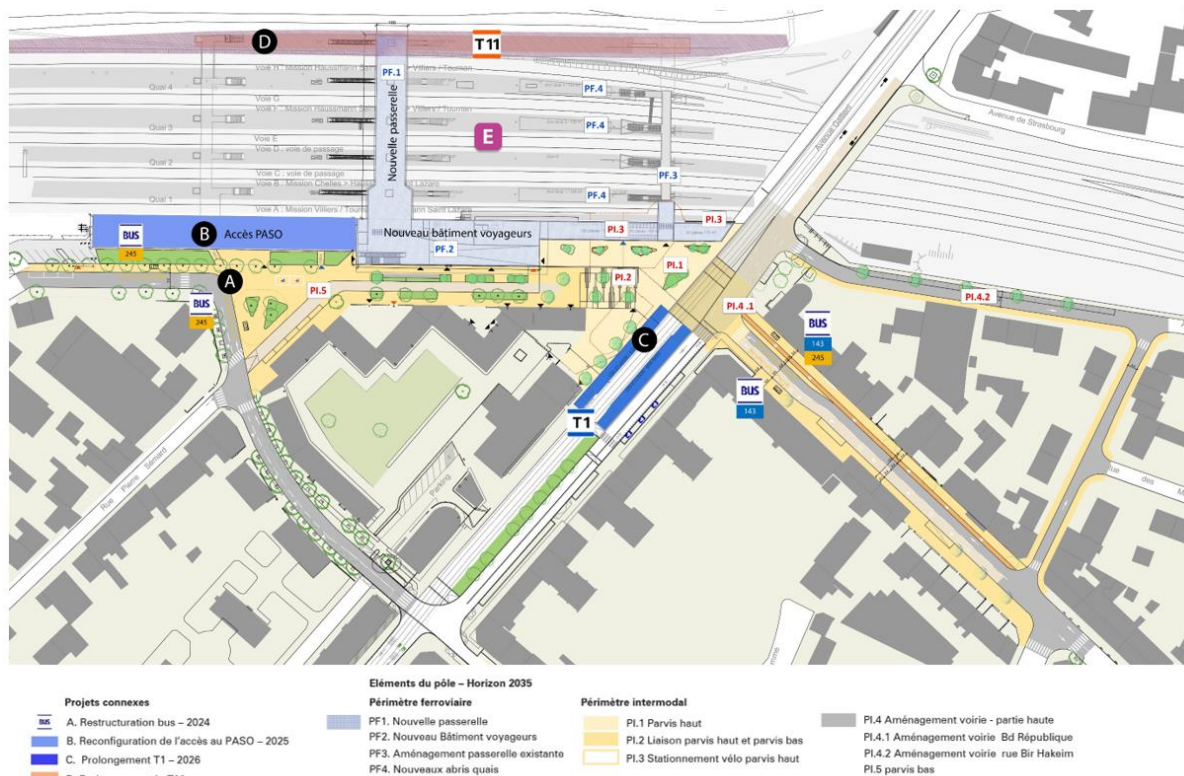 D
T11
PF.1
Voie H : Mission Haussmann
Villiers / Tournan
Quai 4
PF.4
Avenue de Strasbourg
Voie G
Quai 3
E
PF.4
Nouvelle passerelle
Voie E
Voie D : voie de passage
Quai 2
Voie C : voie de passage
Voie B : Mission Chelles >
Lazare
PF.3
PF.4
Quai 1
Voie A : Mission Villiers /
Saint Lazare
BUS
245
B
Accès PASO
Nouveau bâtiment voyageurs
PF.2
PI.3
PI.3
PI.1
A
BUS
245
PI.5
PI.2
PI.4 .1
PI.4.2
C
BUS
143
245
BUS
143
T1
Rue Pierre Sémard
Parking
Rue des
Projets connexes
BUS A. Restructuration bus – 2024
B. Reconfiguration de l'accès au PASO – 2025
C. Prolongement T1 – 2026
Eléments du pôle – Horizon 2035
Périmètre ferroviaire
PF1. Nouvelle passerelle
PF2. Nouveau Bâtiment voyageurs
PF3. Aménagement passerelle existante
PF4. Nouveaux abris quais
Périmètre intermodal
PI.1 Parvis haut
PI.2 Liaison parvis haut et parvis bas
PI.3 Stationnement vélo parvis haut
PI.4 Aménagement voirie - partie haute
PI.4.1 Aménagement voirie Bd République
PI.4.2 Aménagement voirie rue Bir Hakeim
PI.5 parvis bas